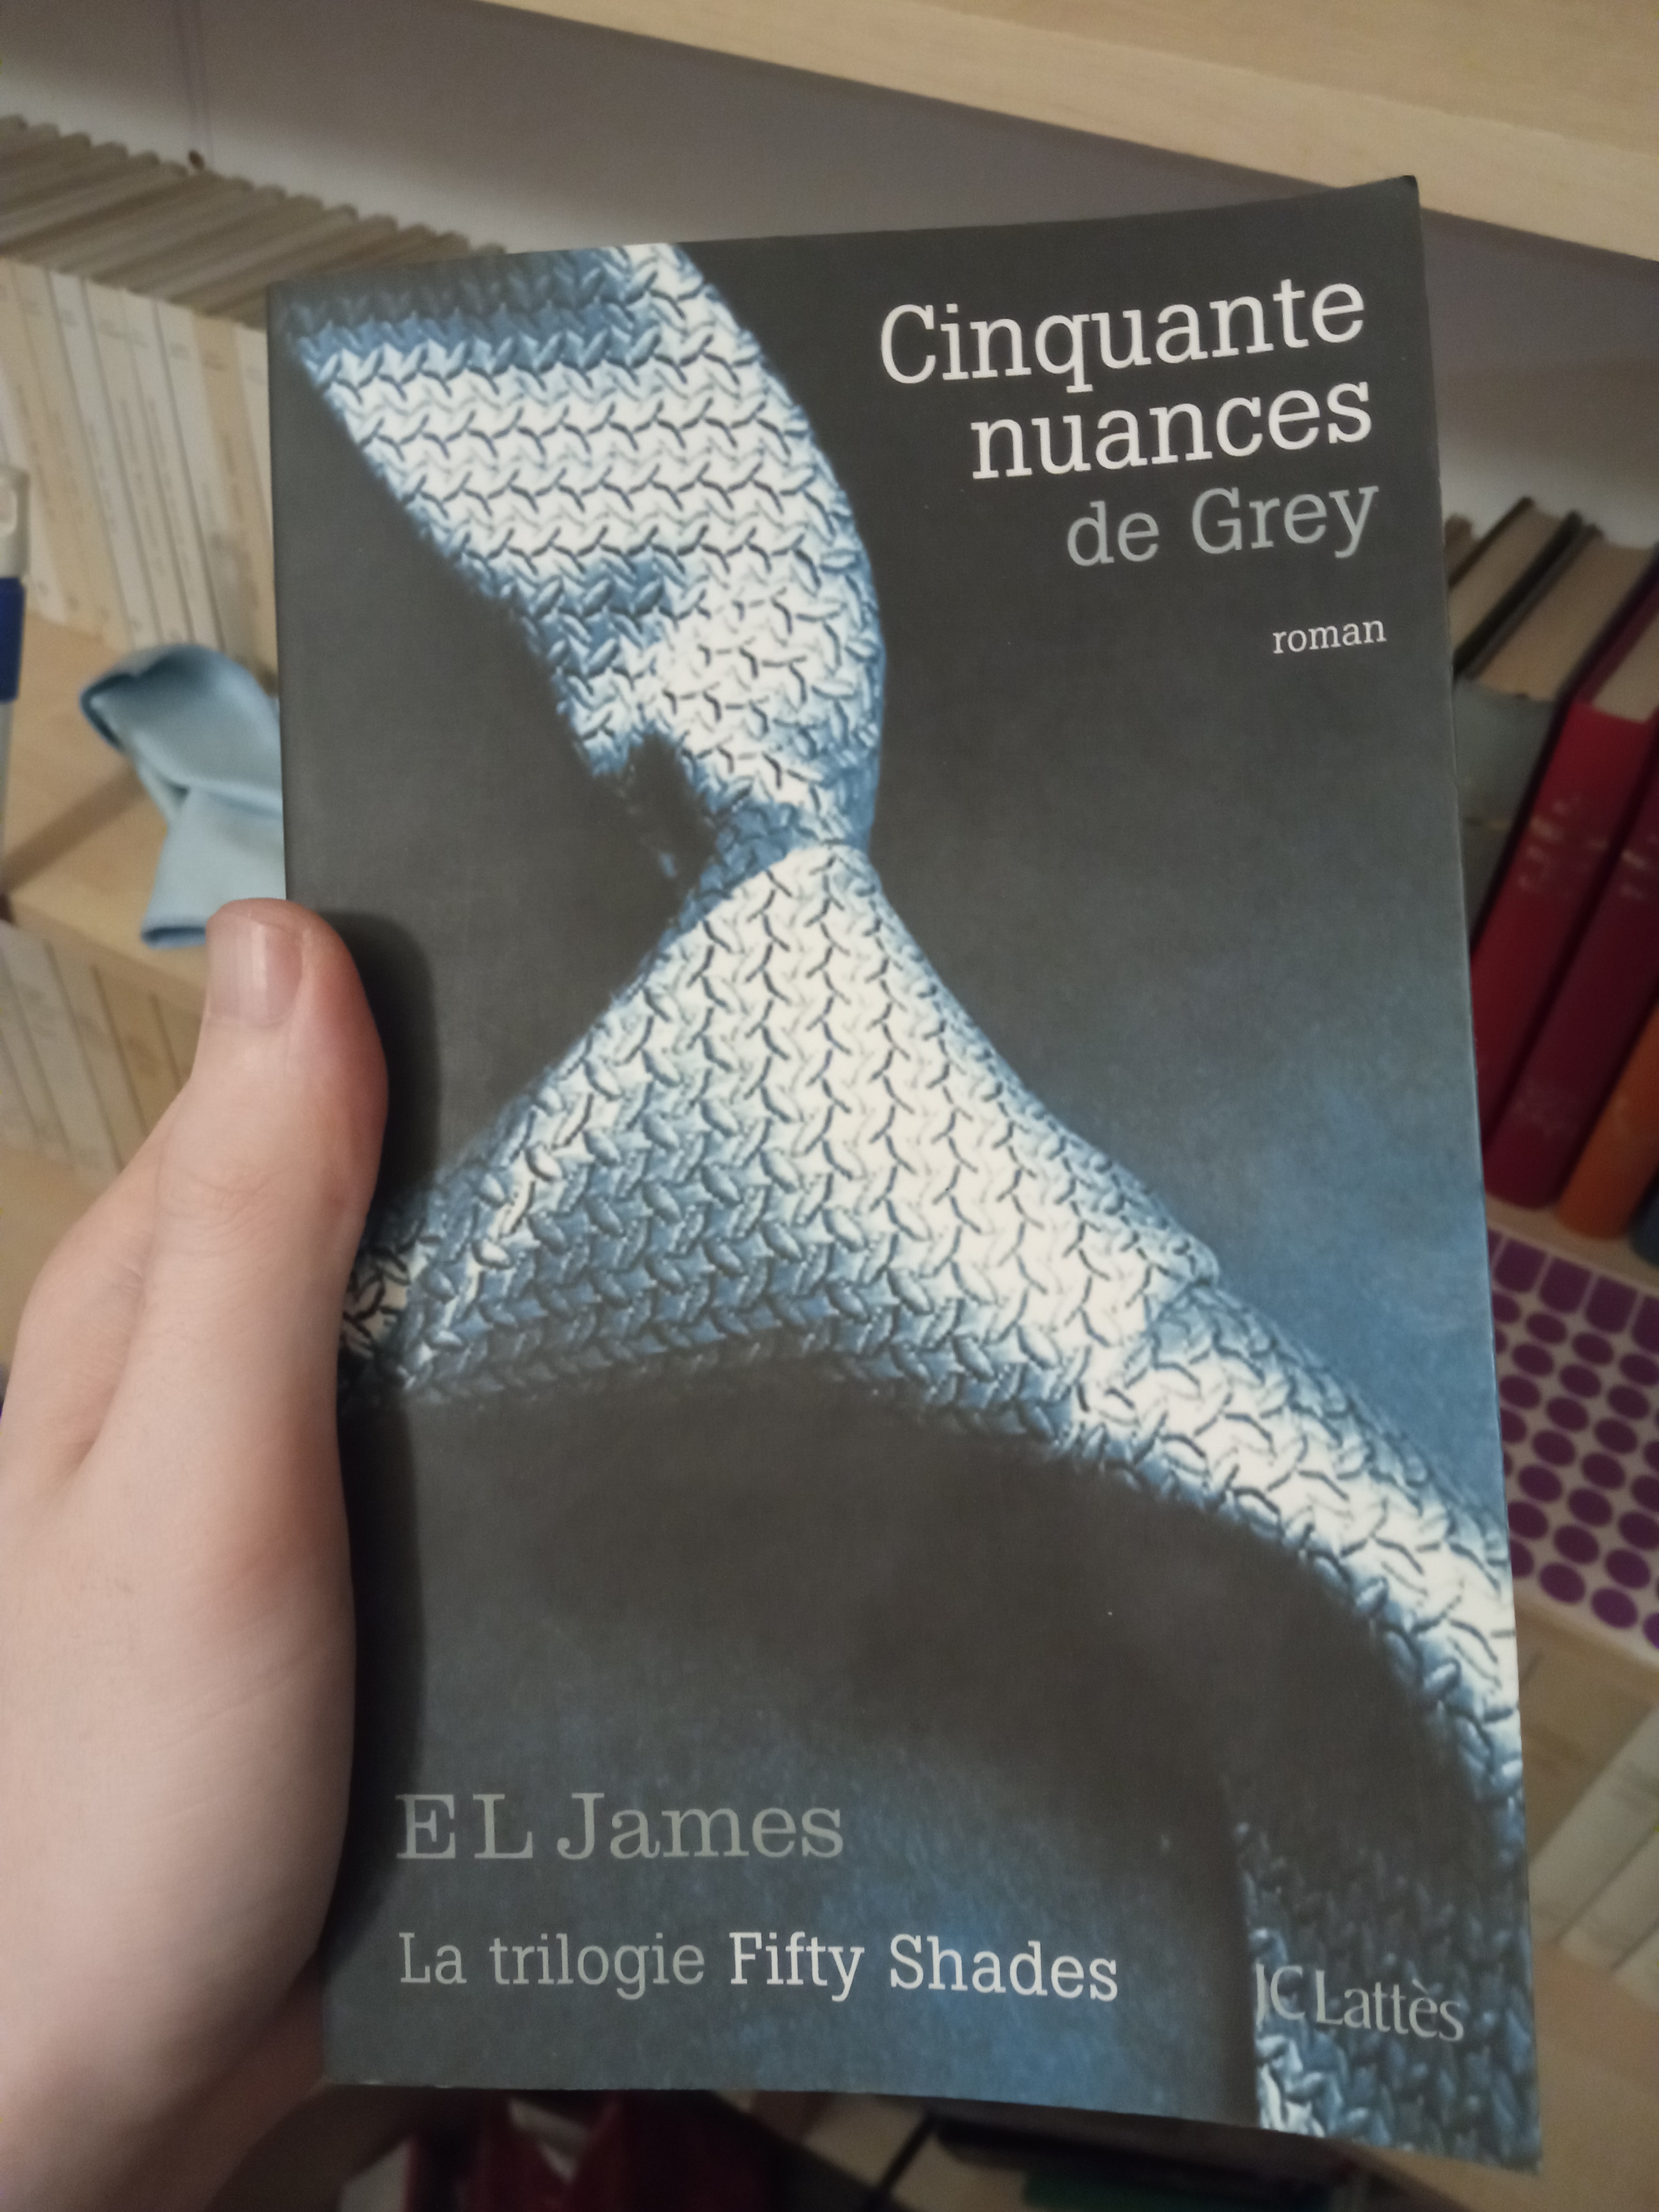 Cinquante
nuances
de Grey
roman
E L James
La trilogie Fifty Shades
JC Lattès